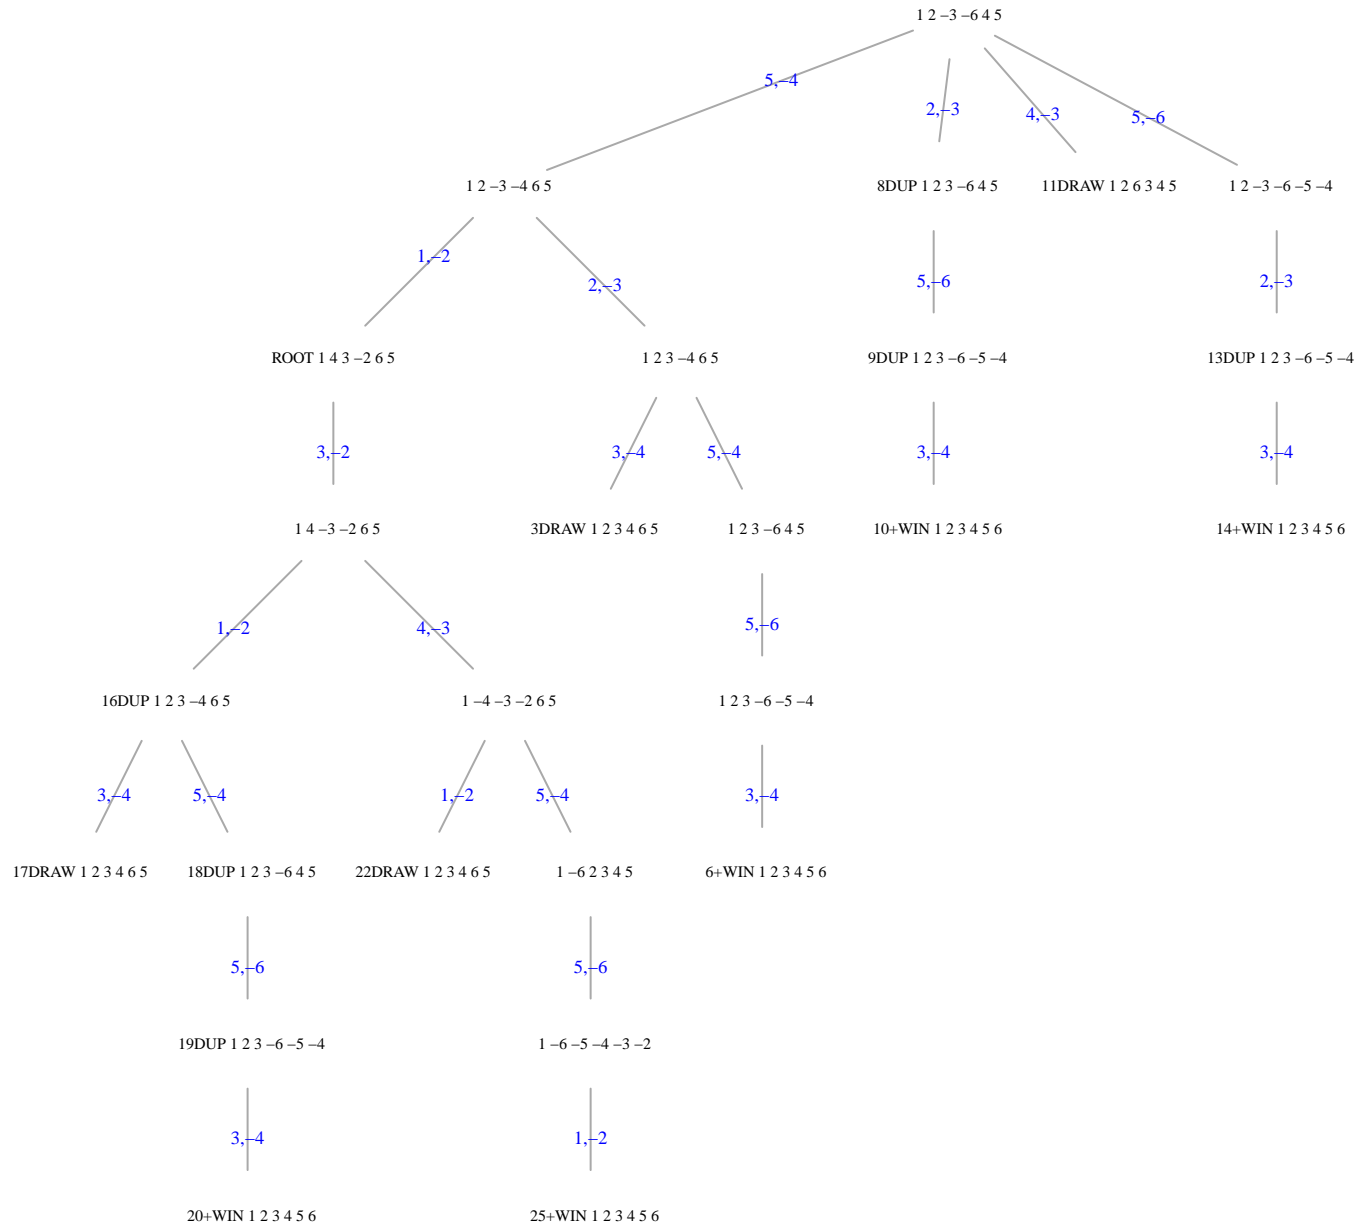 1 2 −3 −6 4 5
5,−4
2,−3
4,−3
5,−6
1 2 −3 −4 6 5
8DUP 1 2 3 −6 4 5
11DRAW 1 2 6 3 4 5
1 2 −3 −6 −5 −4
1,−2
2,−3
5,−6
2,−3
ROOT 1 4 3 −2 6 5
1 2 3 −4 6 5
9DUP 1 2 3 −6 −5 −4
13DUP 1 2 3 −6 −5 −4
3,−2
3,−4
5,−4
3,−4
3,−4
1 4 −3 −2 6 5
3DRAW 1 2 3 4 6 5
1 2 3 −6 4 5
10+WIN 1 2 3 4 5 6
14+WIN 1 2 3 4 5 6
1,−2
4,−3
5,−6
16DUP 1 2 3 −4 6 5
1 −4 −3 −2 6 5
1 2 3 −6 −5 −4
3,−4
5,−4
1,−2
5,−4
3,−4
17DRAW 1 2 3 4 6 5
18DUP 1 2 3 −6 4 5
22DRAW 1 2 3 4 6 5
1 −6 2 3 4 5
6+WIN 1 2 3 4 5 6
5,−6
5,−6
19DUP 1 2 3 −6 −5 −4
1 −6 −5 −4 −3 −2
3,−4
1,−2
20+WIN 1 2 3 4 5 6
25+WIN 1 2 3 4 5 6